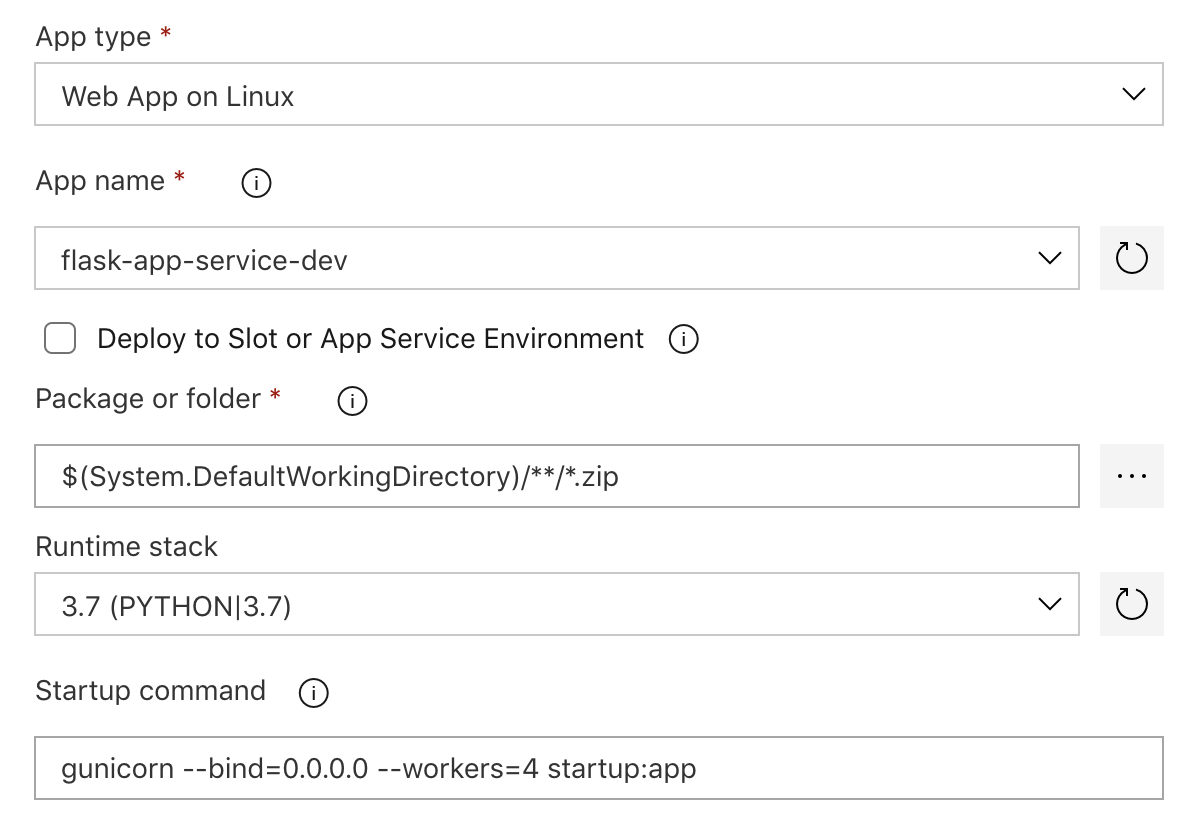 App type *
Web App on Linux
App name *
flask-app-service-dev
Deploy to Slot or App Service Environment
Package or folder *
$(System.DefaultWorkingDirectory)/**/*.zip
Runtime stack
3.7 (PYTHON|3.7)
Startup command
gunicorn --bind=0.0.0.0 --workers=4 startup:app